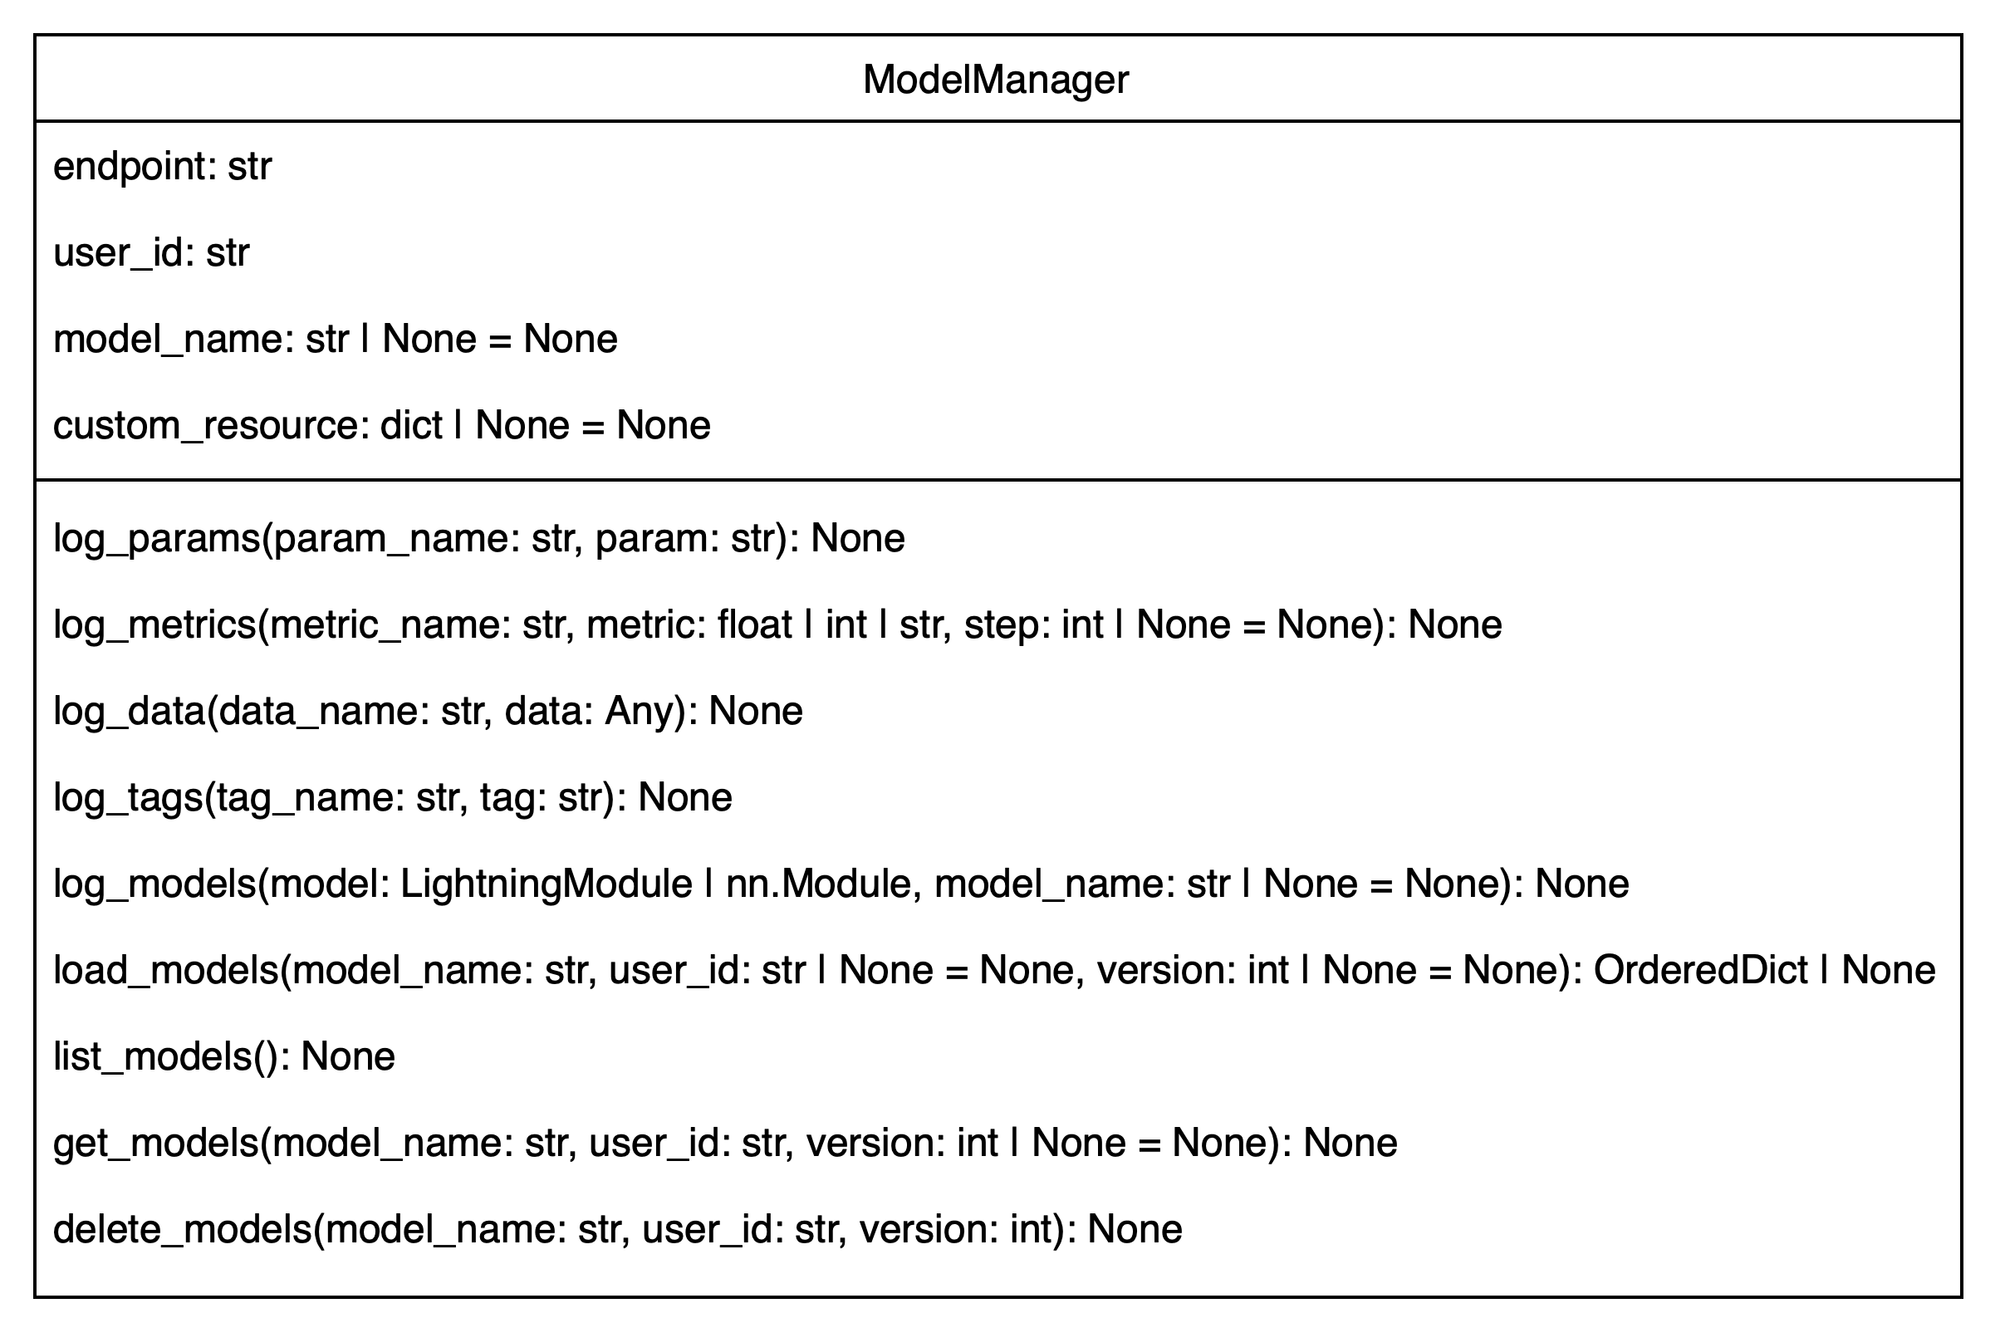 ModelManager
endpoint: str
user_id: str
model_name: str | None = None
custom_resource: dict | None = None
log_params(param_name: str, param: str): None
log_metrics(metric_name: str, metric: float | int | str, step: int | None = None): None
log_data(data_name: str, data: Any): None
log_tags(tag_name: str, tag: str): None
log_models(model: LightningModule | nn.Module, model_name: str | None = None): None
load_models(model_name: str, user_id: str | None = None, version: int | None = None): OrderedDict | None
list_models(): None
get_models(model_name: str, user_id: str, version: int | None = None): None
delete_models(model_name: str, user_id: str, version: int): None